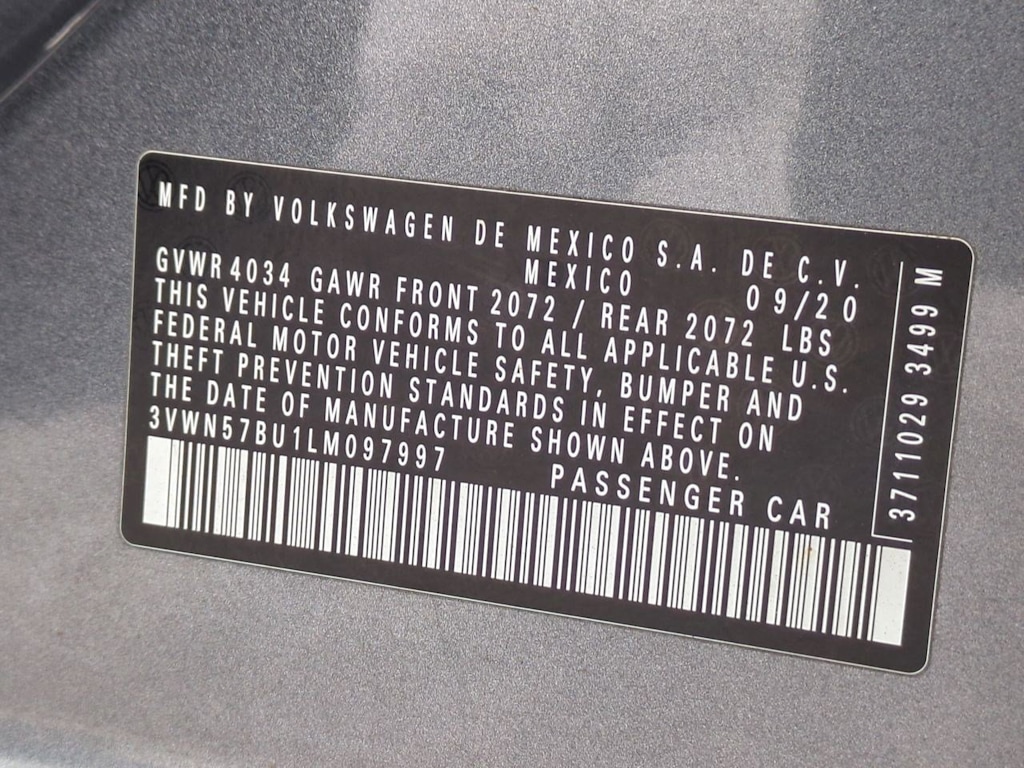 MFD BY VOLKSWAGEN DE MEXICO S.A. DE C.V.
MEXICO 09/20
GVWR 4034 GAWR FRONT 2072 / REAR 2072 LBS
THIS VEHICLE CONFORMS TO ALL APPLICABLE U.S.
FEDERAL MOTOR VEHICLE SAFETY, BUMPER AND
THEFT PREVENTION STANDARDS IN EFFECT ON
THE DATE OF MANUFACTURE SHOWN ABOVE.
3VWN57BU1LM097997 PASSENGER CAR
3711029 3499 M